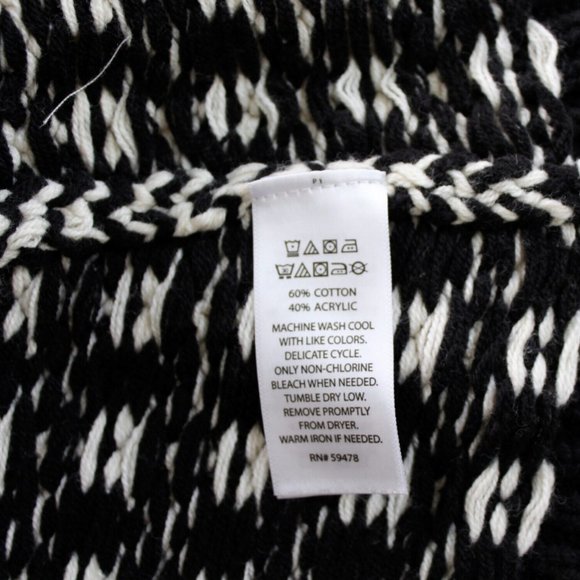 P1
60% COTTON
40% ACRYLIC
MACHINE WASH COOL
WITH LIKE COLORS.
DELICATE CYCLE.
ONLY NON-CHLORINE
BLEACH WHEN NEEDED.
TUMBLE DRY LOW.
REMOVE PROMPTLY
FROM DRYER.
WARM IRON IF NEEDED.
RN# 59478